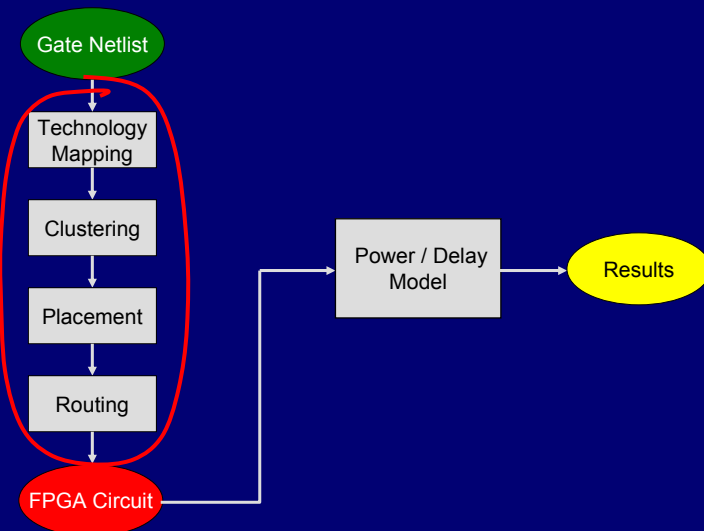 Gate Netlist
Technology
Mapping
Clustering
Placement
Routing
FPGA Circuit
Power / Delay
Model
Results